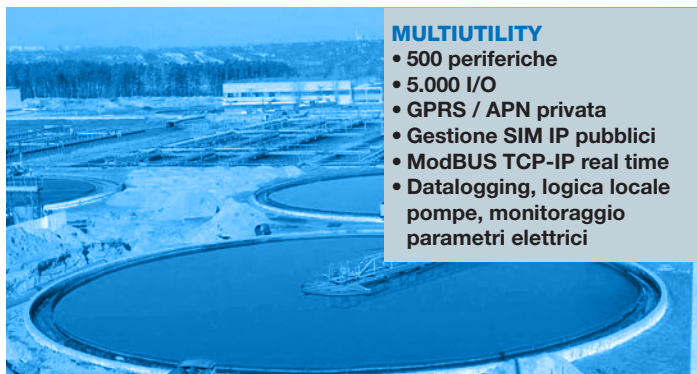 MULTIUTILITY
• 500 periferiche
• 5.000 I/O
• GPRS / APN privata
• Gestione SIM IP pubblici
• ModBUS TCP-IP real time
• Datalogging, logica locale
pompe, monitoraggio
parametri elettrici